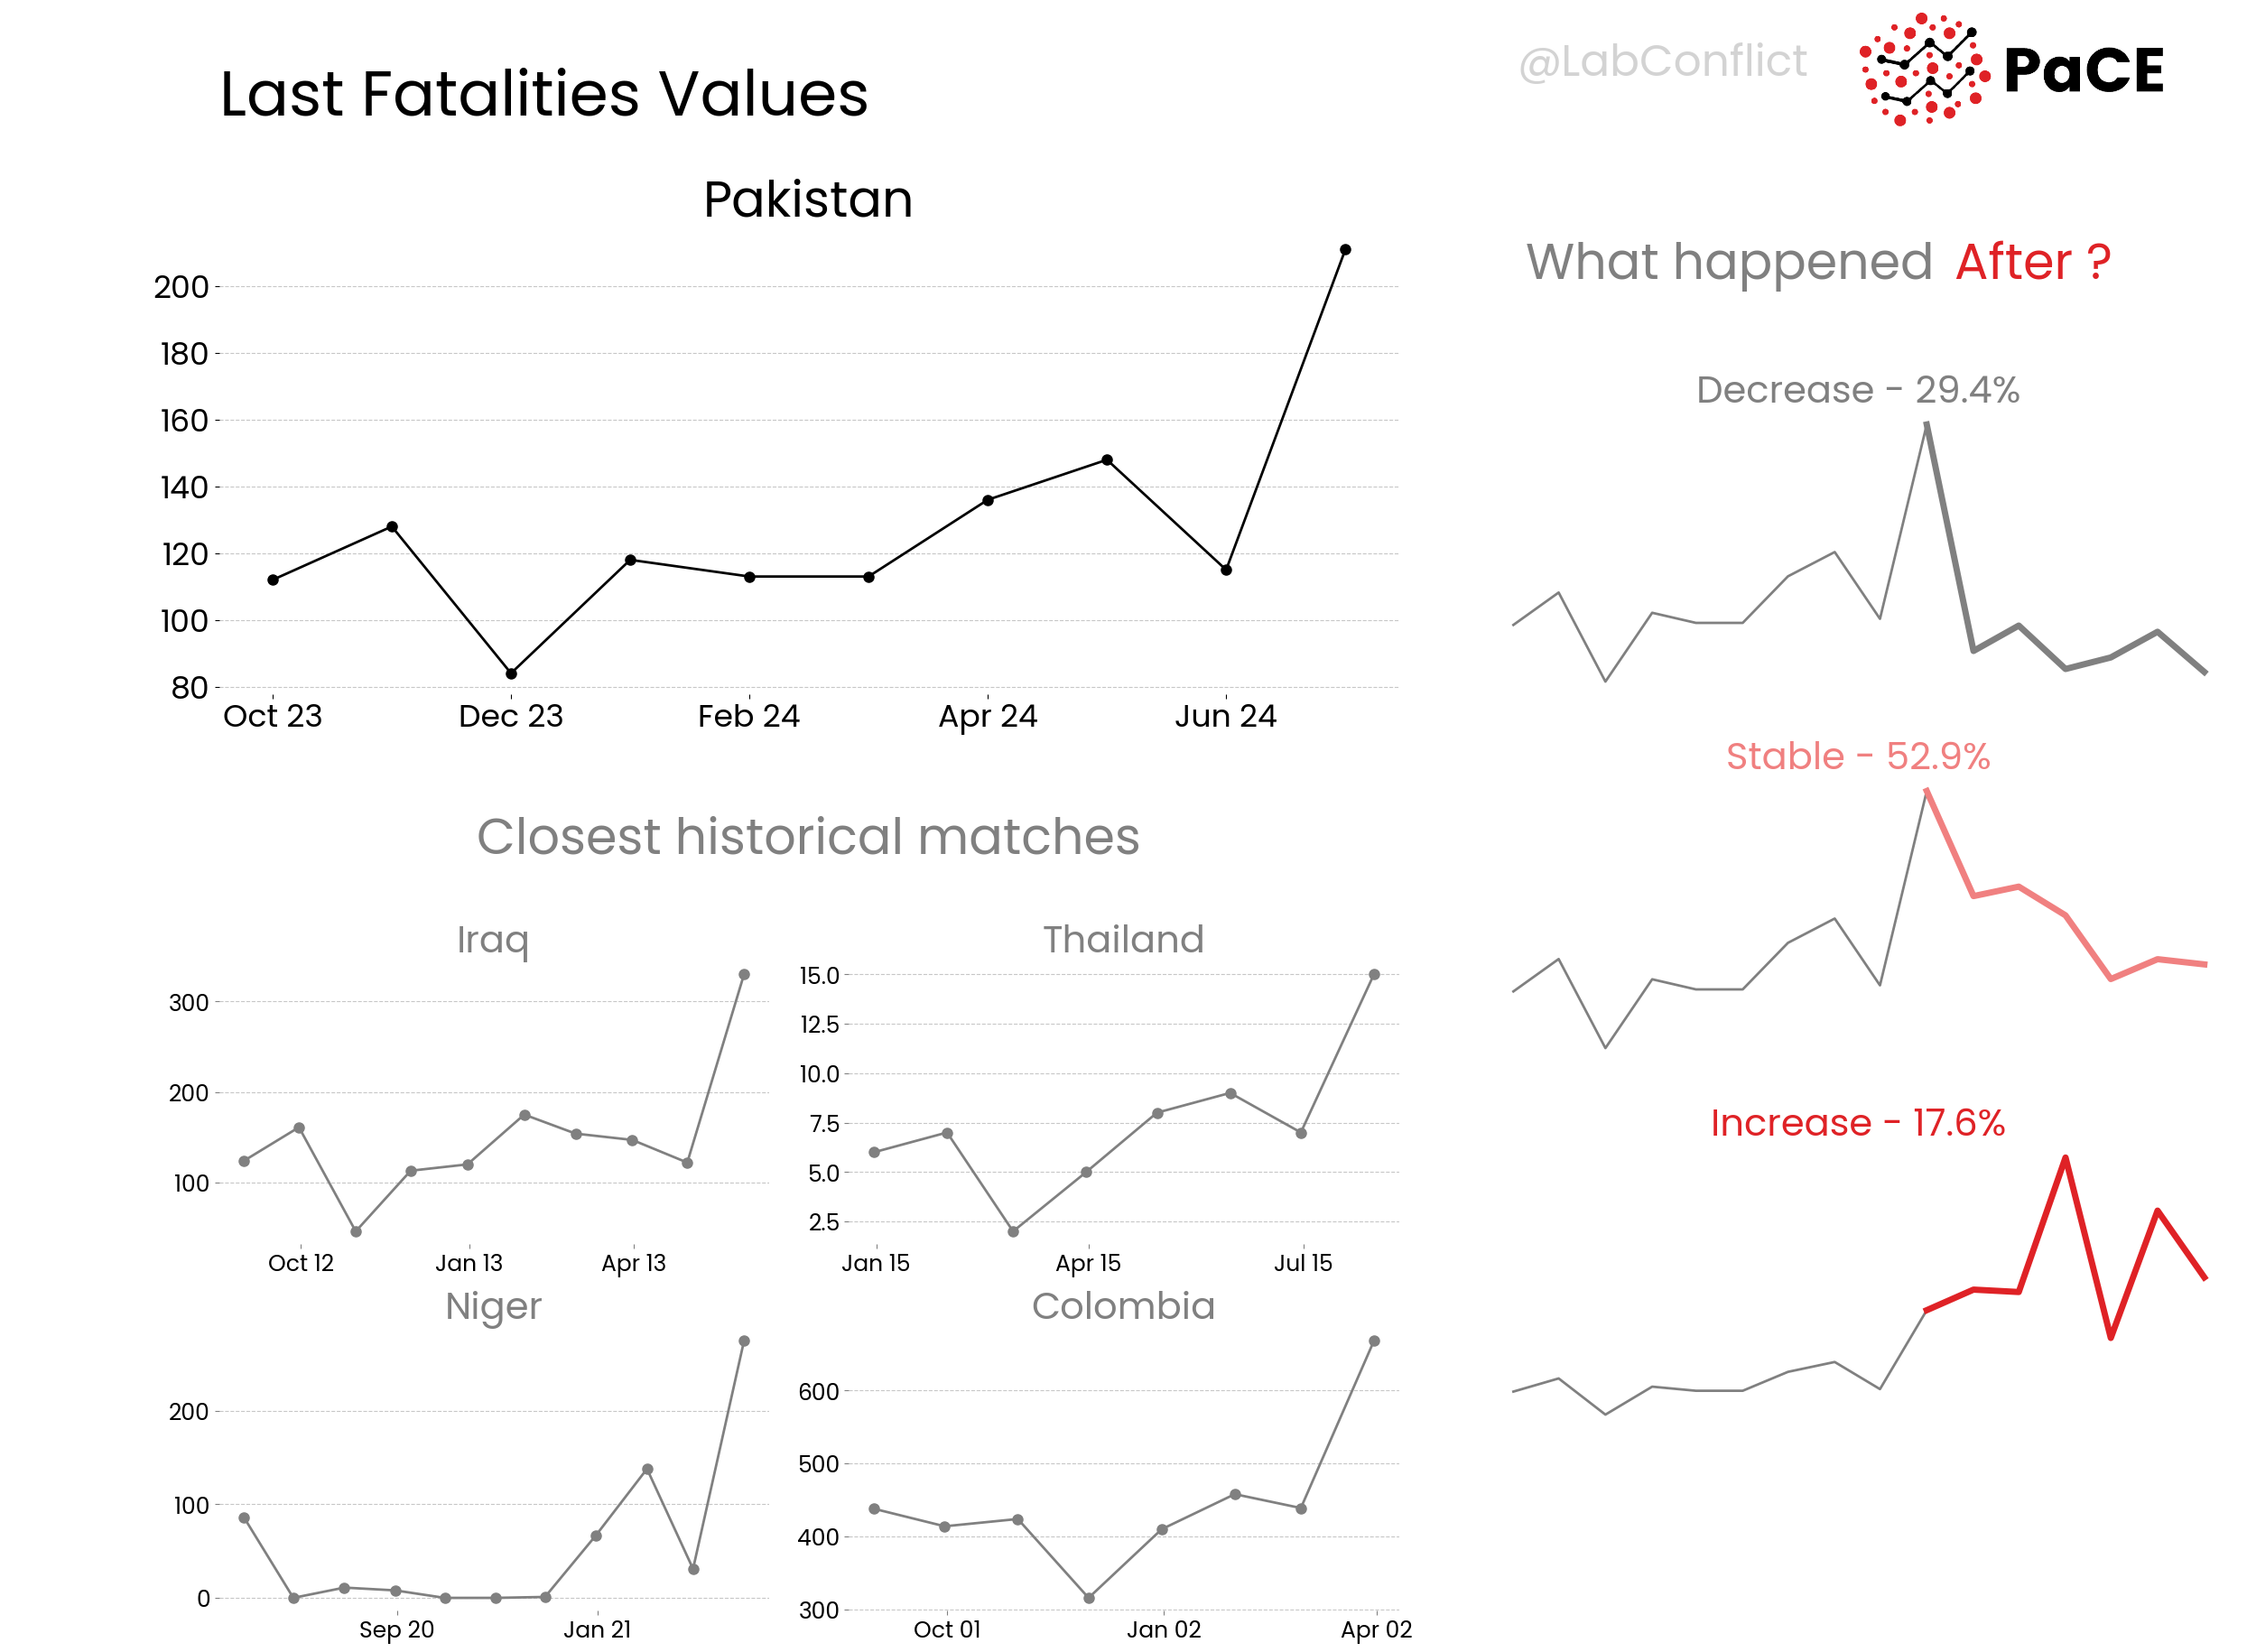 @LabConflict
PaCE
Last Fatalities Values
Pakistan
200
180
160
140
120
100
80
Oct 23
Dec 23
Feb 24
Apr 24
Jun 24
What happened After ?
Decrease - 29.4%
Stable - 52.9%
Increase - 17.6%
Closest historical matches
Iraq
300
200
100
Oct 12
Jan 13
Apr 13
Thailand
15.0
12.5
10.0
7.5
5.0
2.5
Jan 15
Apr 15
Jul 15
Niger
200
100
0
Sep 20
Jan 21
Colombia
600
500
400
300
Oct 01
Jan 02
Apr 02